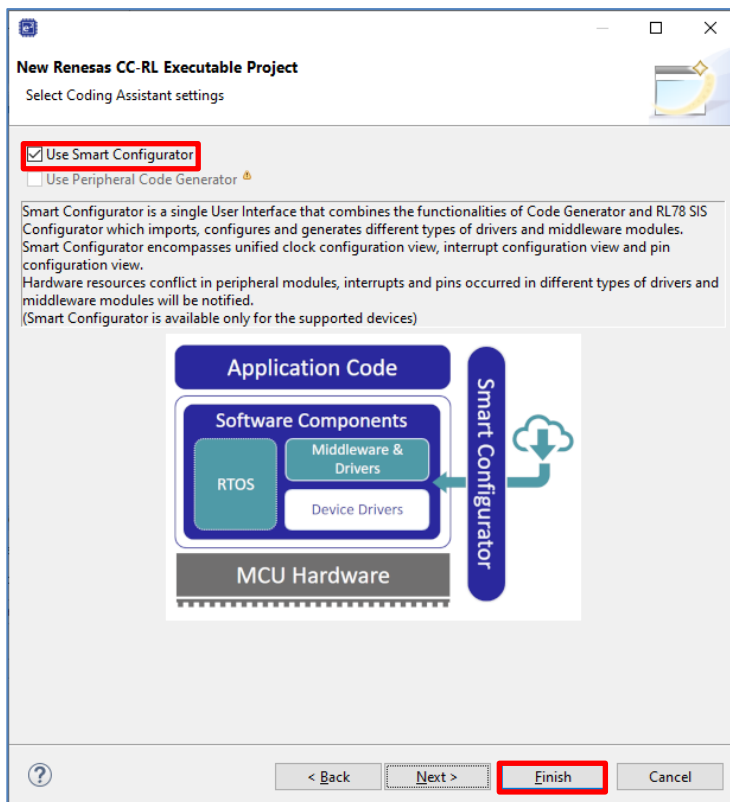 New Renesas CC-RL Executable Project
Select Coding Assistant settings
Use Smart Configurator
Use Peripheral Code Generator
Smart Configurator is a single User Interface that combines the functionalities of Code Generator and RL78 SIS
Configurator which imports, configures and generates different types of drivers and middleware modules.
Smart Configurator encompasses unified clock configuration view, interrupt configuration view and pin
configuration view.
Hardware resources conflict in peripheral modules, interrupts and pins occurred in different types of drivers and
middleware modules will be notified.
(Smart Configurator is available only for the supported devices)
Application Code
Software Components
RTOS
Middleware &
Drivers
Device Drivers
MCU Hardware
Smart Configurator
?
< Back
Next >
Finish
Cancel